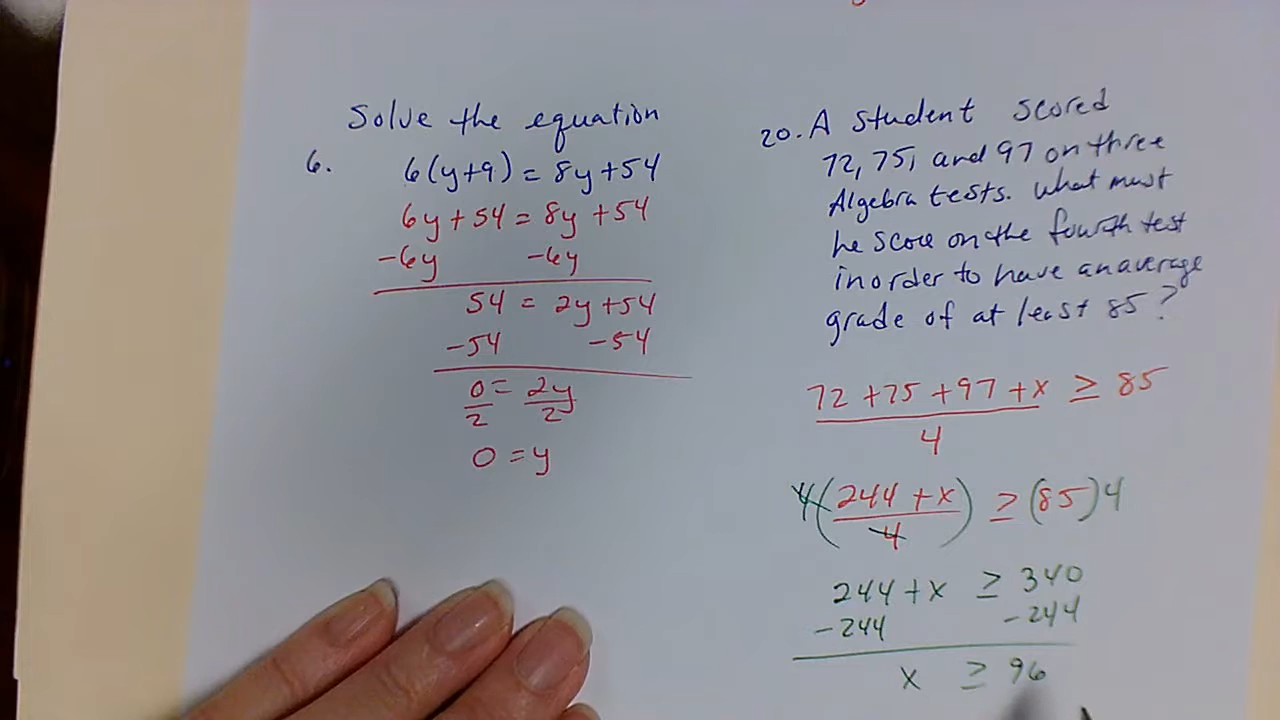 Solve the equation
6. 6(y+9) = 8y+54
6y + 54 = 8y + 54
-6y -6y
54 = 2y + 54
-54 -54
0/2 = 2y/2
0 = y
20. A student scored
72, 75, and 97 on three
Algebra tests. What must
he score on the fourth test
in order to have an average
grade of at least 85?
72 + 75 + 97 + x ≥ 85
4
4(244 + x / 4) ≥ (85)4
244 + x ≥ 340
-244 -244
x ≥ 96